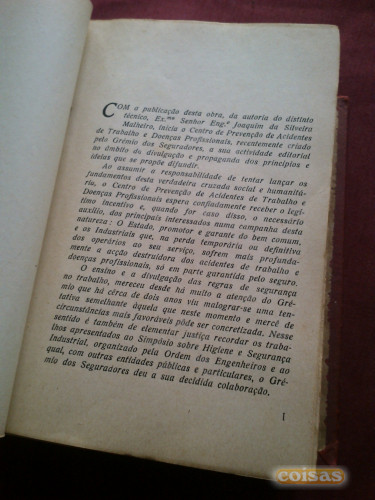 COM o publicação desta obra, da autoria do distinto
técnico, Ex.mo Senhor Eng.º Joaquim da Silveira
Malheiro, inicia o Centro de Prevenção de Acidentes
de Trabalho e Doenças Profissionais, recentemente criado
pelo Grémio dos Seguradores, a sua actividade editorial
no âmbito da divulgação e propaganda dos princípios e
ideias que se propõe difundir.
Ao assumir a responsabilidade de tentar lançar os
fundamentos desta verdadeira cruzada social e humanitá-
ria, o Centro de Prevenção de Acidentes de Trabalho e
Doenças Profissionais espera confiadamente receber o legí-
timo incentivo e, quando for caso disso, o necessário
auxílio, dos principais interessados numa campanha desta
natureza: O Estado, promotor e garante do bem comum,
e os Industriais que, na perda temporária ou definitiva
dos operários ao seu serviço, sofrem mais profunda-
mente a acção destruidora dos acidentes de trabalho e
doenças profissionais, só em parte garantida pelo seguro.
O ensino e a divulgação das regras de segurança
no trabalho, mereceu desde há muito a atenção do Gré-
mio que há cerca de dois anos viu malograr-se uma ten-
tativa semelhante àquela que neste momento e mercê de
circunstâncias mais favoráveis pôde ser concretizada. Nesse
sentido é também de elementar justiça recordar os traba-
lhos apresentados ao Simpósio sobre Higiene e Segurança
Industrial, organizado pela Ordem dos Engenheiros e ao
qual, com outras entidades públicas e particulares, o Gré-
mio dos Seguradores deu a sua decidida colaboração.
1
coisas